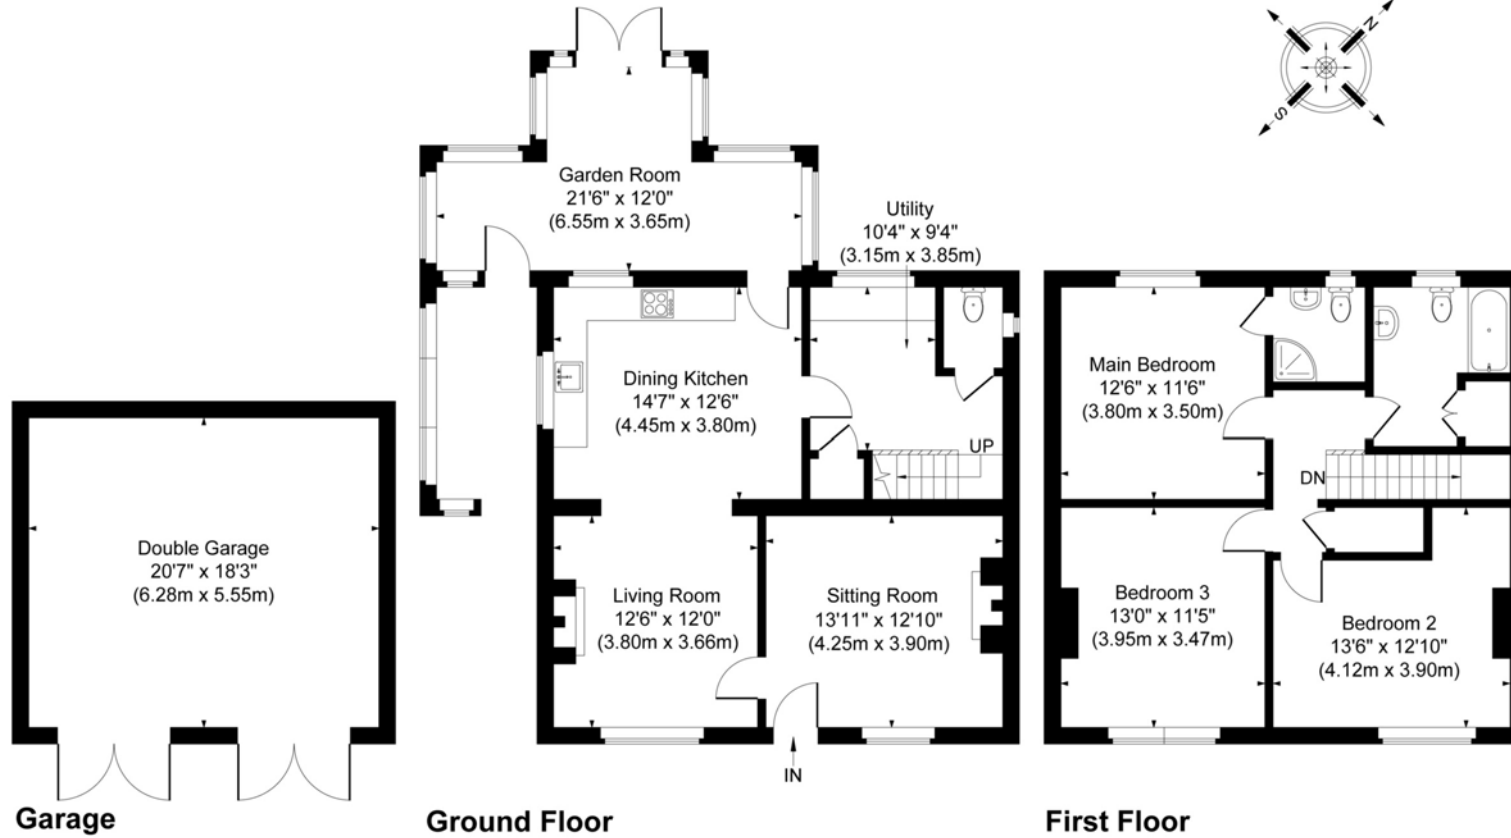 N
S
Garden Room
21'6" x 12'0"
(6.55m x 3.65m)
Utility
10'4" x 9'4"
(3.15m x 3.85m)
Dining Kitchen
14'7" x 12'6"
(4.45m x 3.80m)
UP
Main Bedroom
12'6" x 11'6"
(3.80m x 3.50m)
DN
Double Garage
20'7" x 18'3"
(6.28m x 5.55m)
Living Room
12'6" x 12'0"
(3.80m x 3.66m)
Sitting Room
13'11" x 12'10"
(4.25m x 3.90m)
Bedroom 3
13'0" x 11'5"
(3.95m x 3.47m)
Bedroom 2
13'6" x 12'10"
(4.12m x 3.90m)
IN
Garage
Ground Floor
First Floor